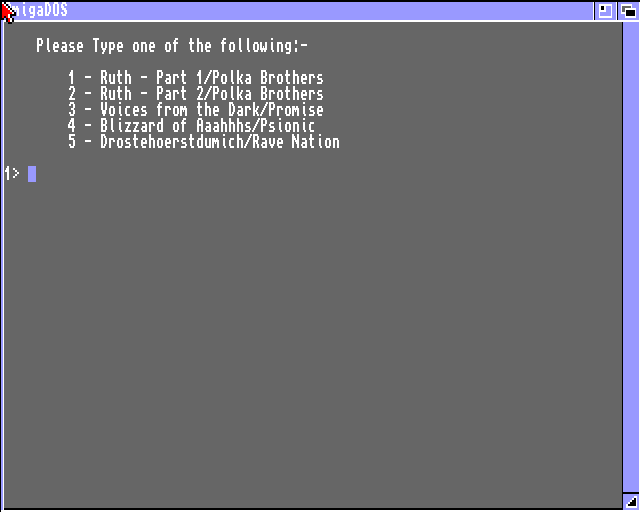 migaDOS
Please Type one of the following:-
1 - Ruth - Part 1/Polka Brothers
2 - Ruth - Part 2/Polka Brothers
3 - Voices from the Dark/Promise
4 - Blizzard of Aaahhhs/Psionic
5 - Drostehoerstdumich/Rave Nation
1>